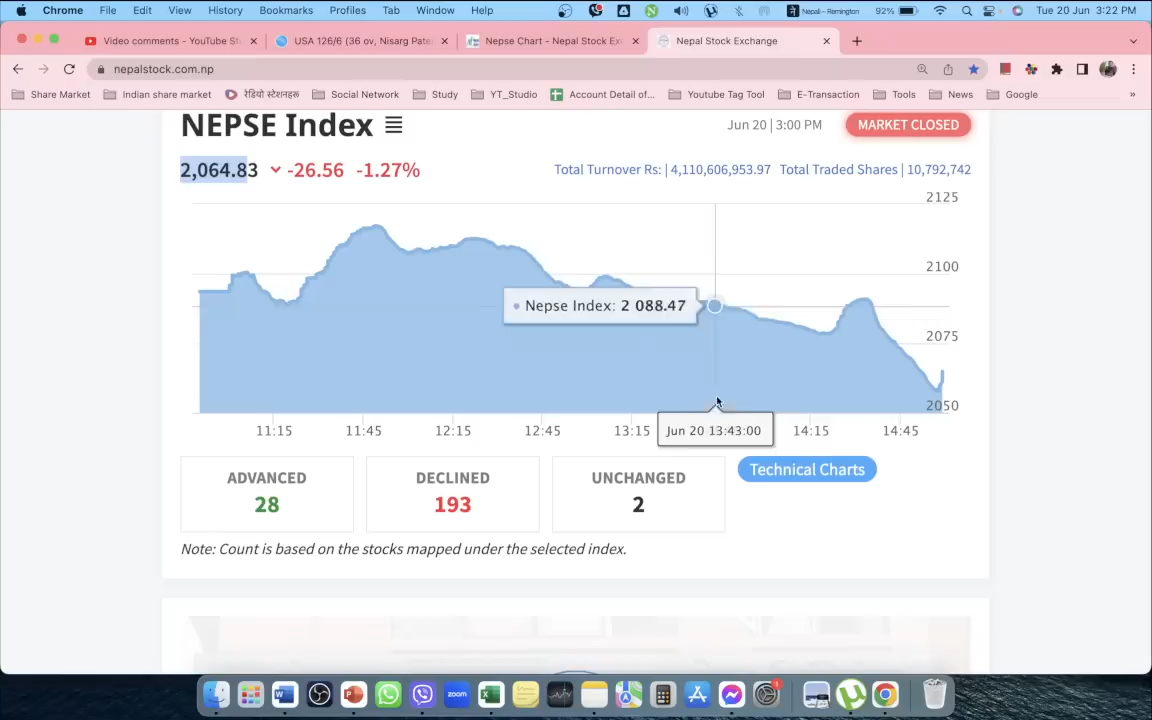 Chrome File Edit View History Bookmarks Profiles Tab Window Help Nepali – Remington 92% Tue 20 Jun 3:22 PM
Video comments - YouTube St USA 126/6 (36 ov, Nisarg Pate Nepse Chart - Nepal Stock Ex Nepal Stock Exchange
nepalstock.com.np
Share Market Indian share market रेडियो स्टेशनहरू Social Network Study YT_Studio Account Detail of... Youtube Tag Tool E-Transaction Tools News Google »
NEPSE Index Jun 20 | 3:00 PM MARKET CLOSED
2,064.83 -26.56 -1.27% Total Turnover Rs: | 4,110,606,953.97 Total Traded Shares | 10,792,742
2125
2100
Nepse Index: 2 088.47
2075
2050
11:15 11:45 12:15 12:45 13:15 Jun 20 13:43:00 14:15 14:45
ADVANCED DECLINED UNCHANGED Technical Charts
28 193 2
Note: Count is based on the stocks mapped under the selected index.
zoom
1